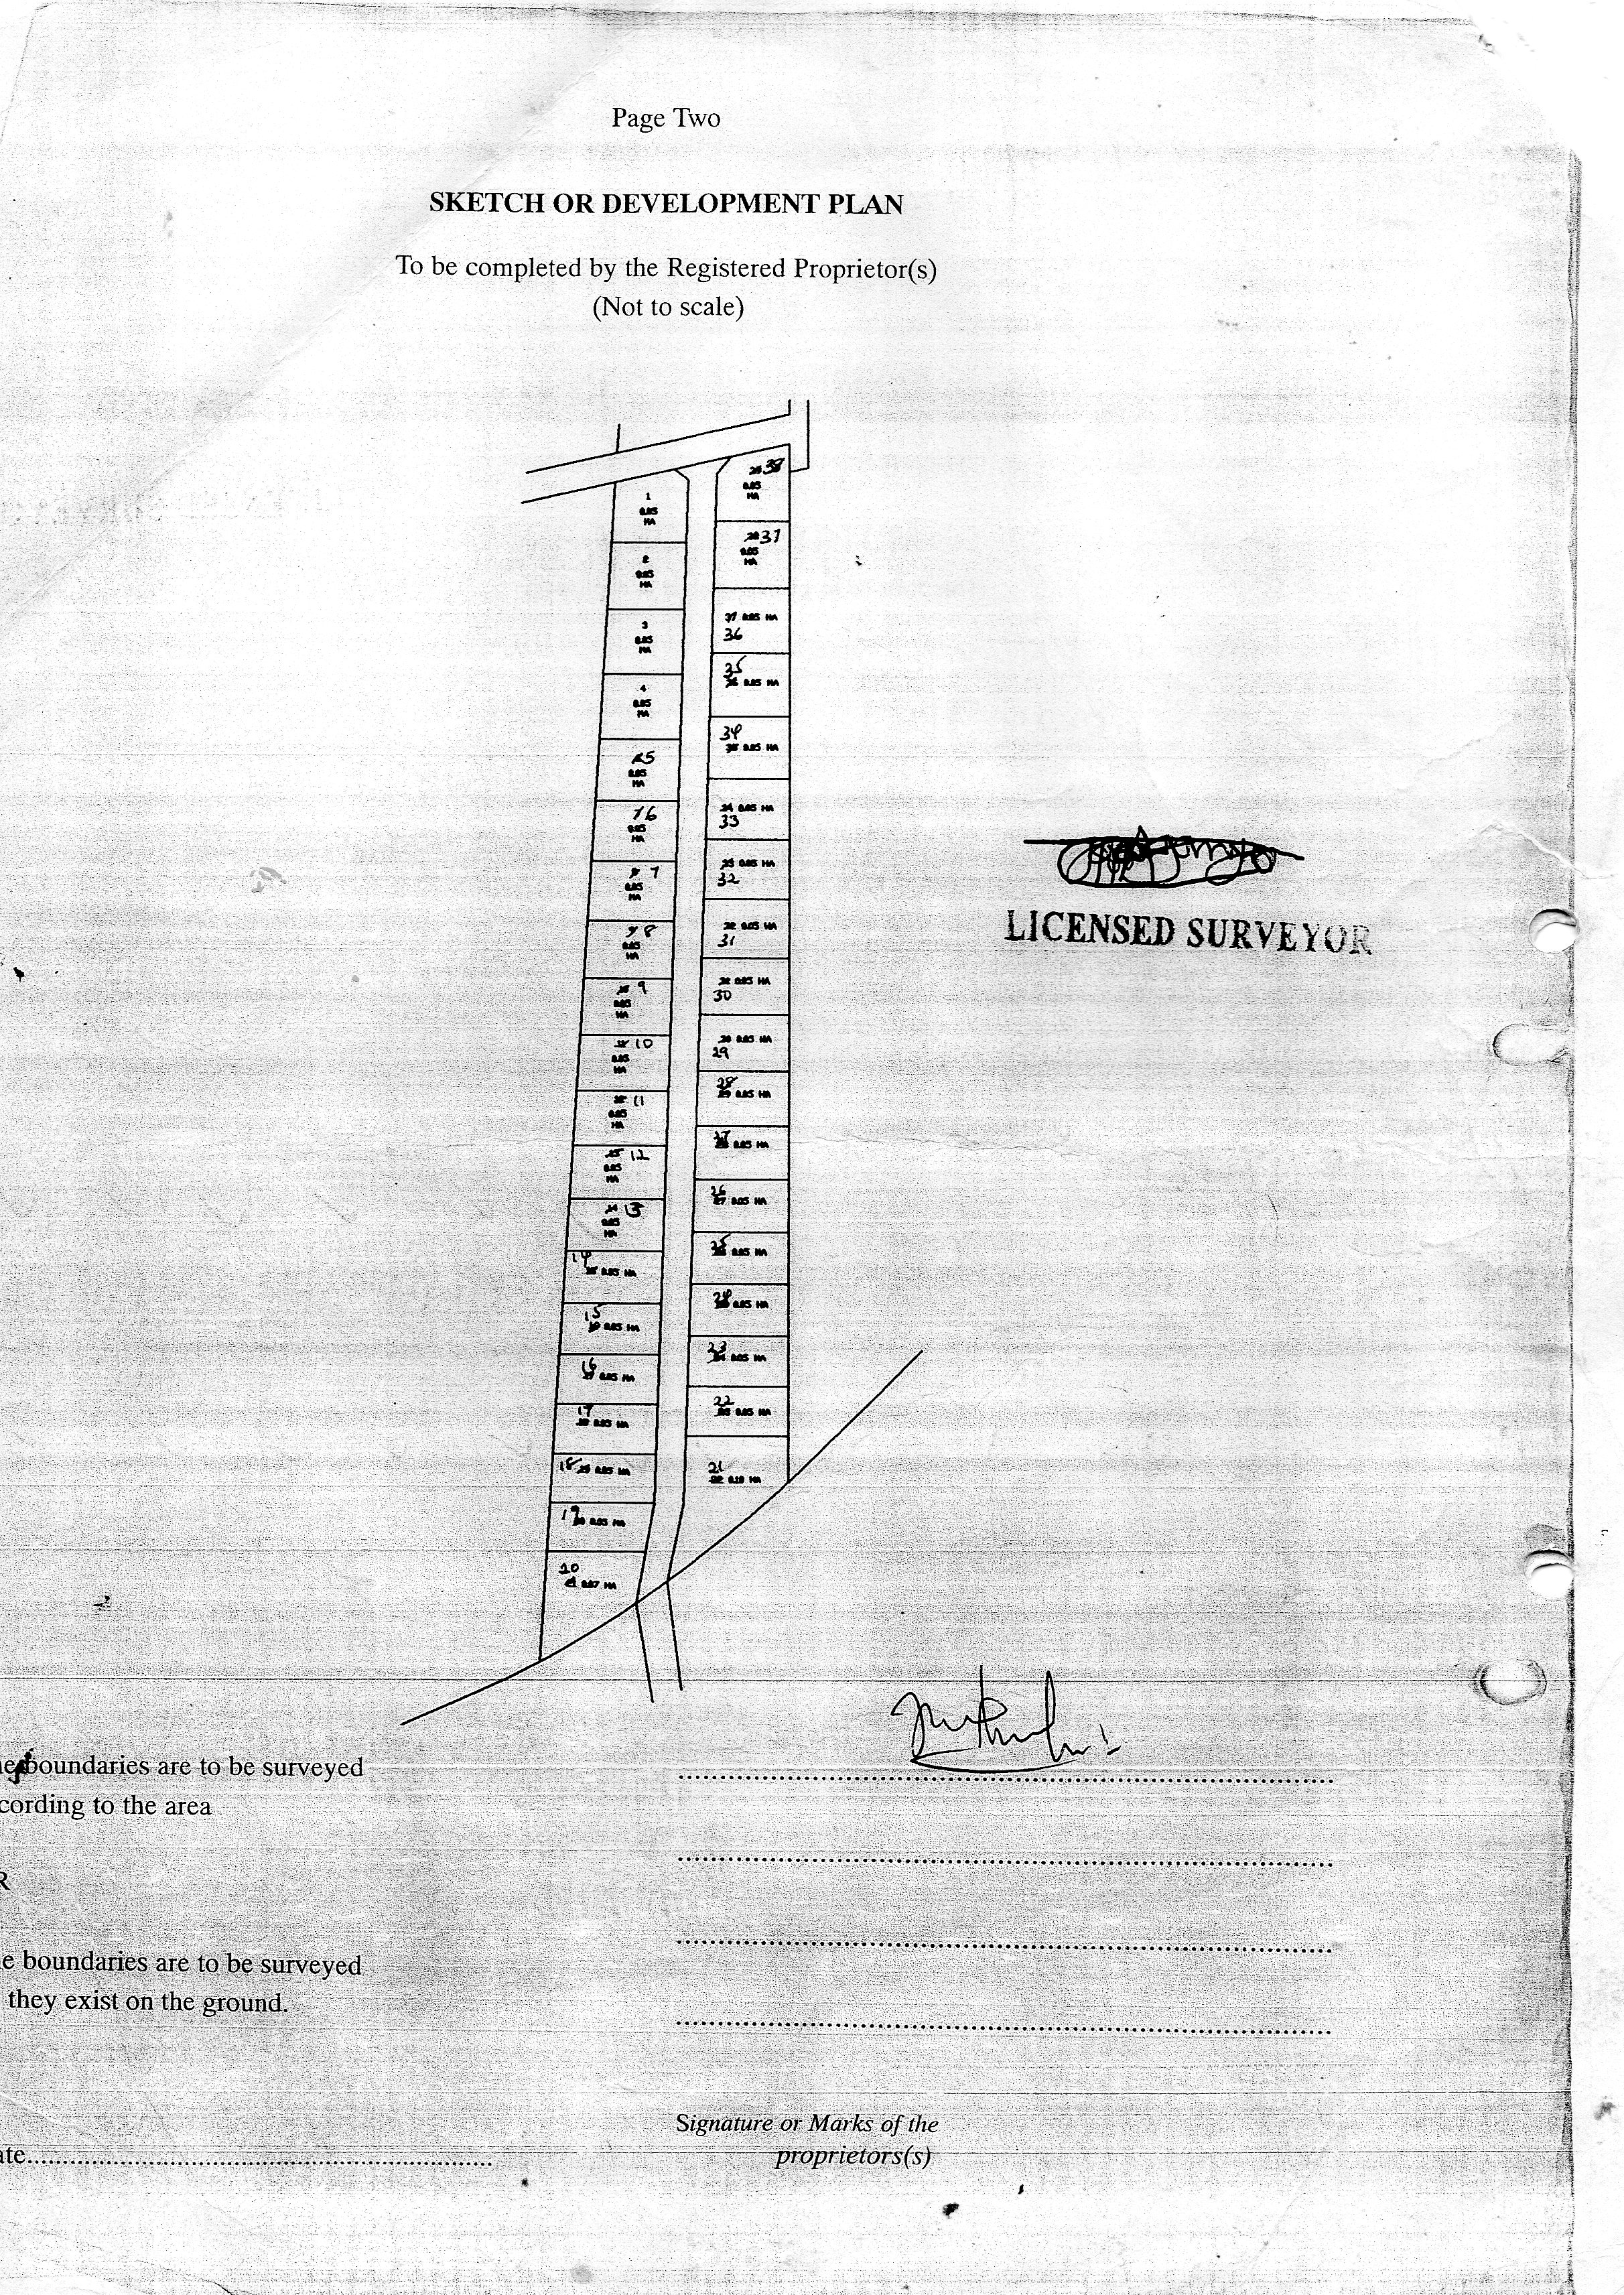 Page Two
SKETCH OR DEVELOPMENT PLAN
To be completed by the Registered Proprietor(s)
(Not to scale)
38
0.05
HA
1
0.05
HA
37
0.05
HA
2
0.05
HA
0.05 HA
36
3
0.05
HA
35
0.05 HA
4
0.05
HA
34
0.05 HA
5
0.05
HA
0.05 HA
33
6
0.05
HA
0.05 HA
32
7
0.05
HA
0.05 HA
31
8
0.05
HA
0.05 HA
30
9
0.05
HA
0.05 HA
29
10
0.05
HA
28
0.05 HA
11
0.05
HA
27
0.05 HA
12
0.05
HA
26
0.05 HA
13
0.05
HA
25
0.05 HA
14
0.05 HA
24
0.05 HA
15
0.05 HA
23
0.05 HA
16
0.05 HA
22
0.05 HA
17
0.05 HA
21
0.10 HA
18 0.05 HA
19
0.05 HA
20
0.07 HA
LICENSED SURVEYOR
boundaries are to be surveyed
cording to the area
R
e boundaries are to be surveyed
they exist on the ground.
Signature or Marks of the
proprietors(s)
ate